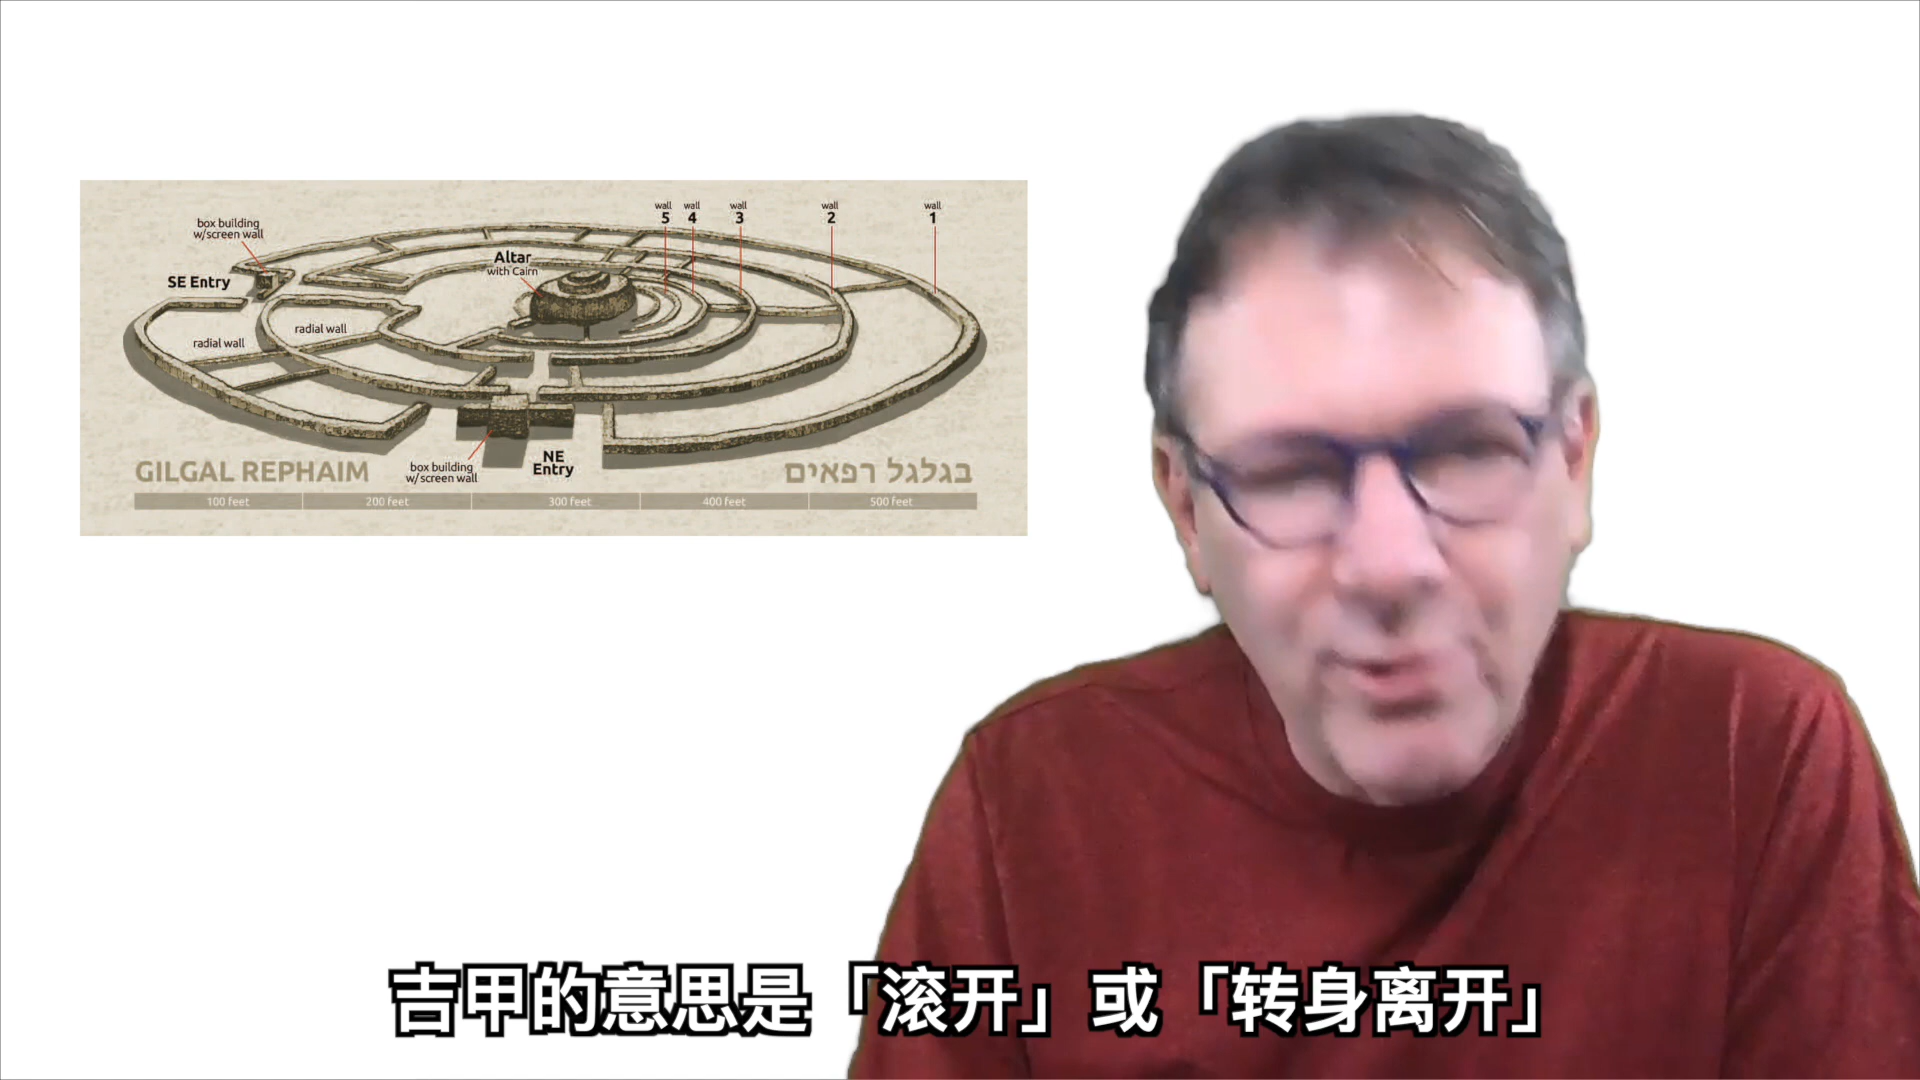 wall wall wall wall wall
5 4 3 2 1
box building
w/screen wall
Altar
with Cairn
SE Entry
radial wall
radial wall
NE
Entry
box building
w/screen wall
GILGAL REPHAIM
בגלגל רפאים
100 feet 200 feet 300 feet 400 feet 500 feet
吉甲的意思是「滚开」或「转身离开」